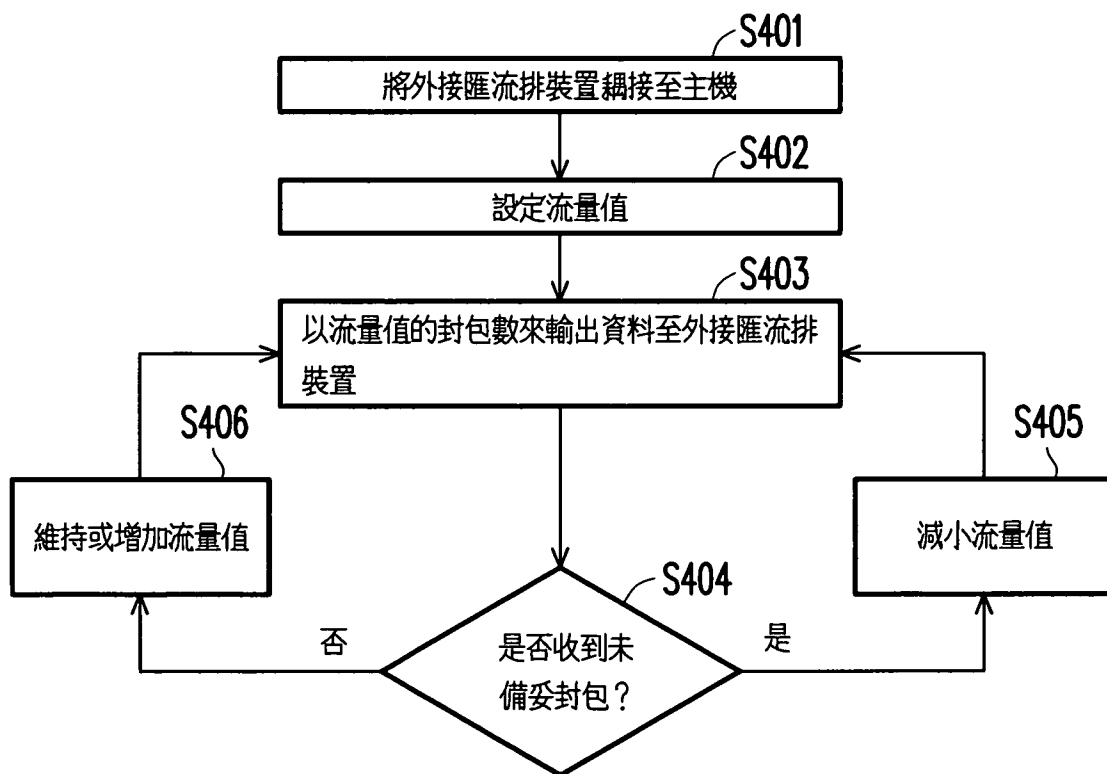 S401
將外接匯流排裝置耦接至主機
S402
設定流量值
S403
以流量值的封包數來輸出資料至外接匯流排
裝置
S406
維持或增加流量值
S405
減小流量值
S404
是否收到未
備妥封包？
否
是